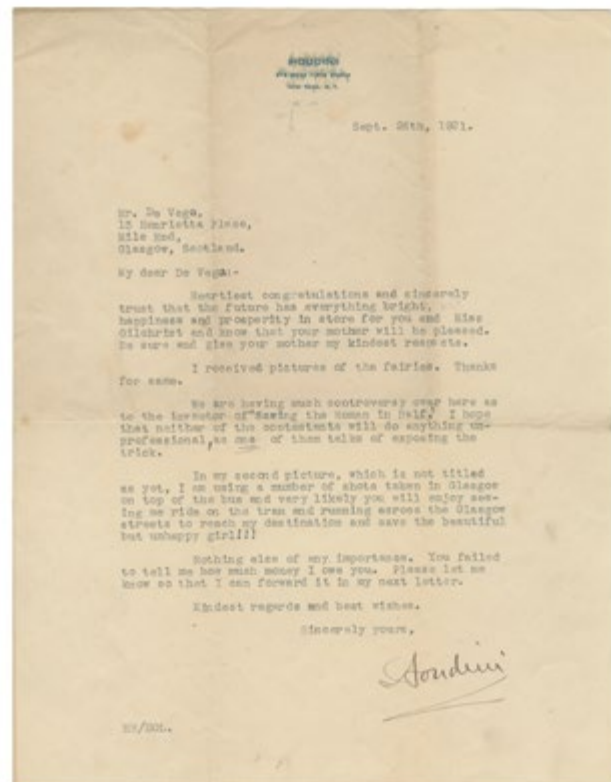 HOUDINI
NEW YORK, N. Y.
Sept. 26th, 1921.
Mr. De Vega,
13 Henrietta Place,
Mile End,
Glasgow, Scotland.
My dear De Vega:-
Heartiest congratulations and sincerely
trust that the future has everything bright,
happiness and prosperity in store for you and Miss
Gilchrist and know that your mother will be pleased.
Be sure and give your mother my kindest respects.
I received pictures of the fairies. Thanks
for same.
We are having much controversy over here as
to the inventor of "Sawing the Woman in Half." I hope
that neither of the contestants will do anything un-
professional, as one of them talks of exposing the
trick.
In my second picture, which is not titled
as yet, I am using a number of shots taken in Glasgow
on top of the bus and very likely you will enjoy see-
ing me ride on the tram and running across the Glasgow
streets to reach my destination and save the beautiful
but unhappy girl!!!
Nothing else of any importance. You failed
to tell me how much money I owe you. Please let me
know so that I can forward it in my next letter.
Kindest regards and best wishes.
Sincerely yours,
Houdini